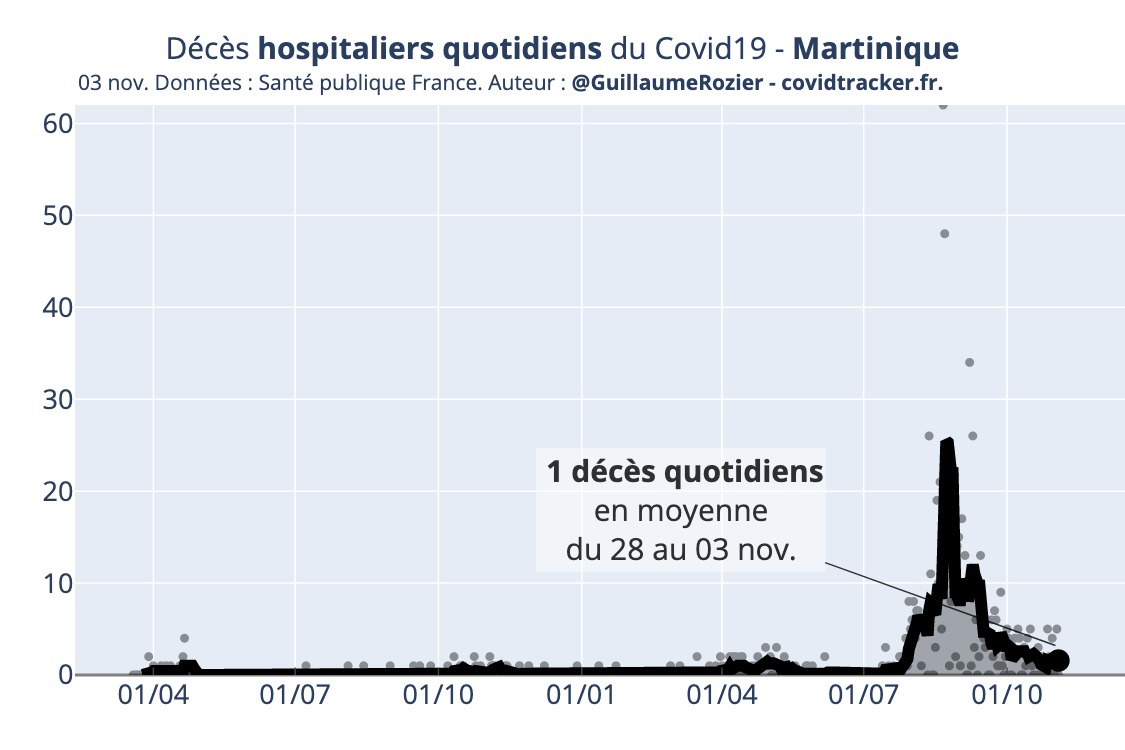 Décès hospitaliers quotidiens du Covid19 - Martinique
03 nov. Données : Santé publique France. Auteur : @GuillaumeRozier - covidtracker.fr.
60
50
40
30
20
10
0
1 décès quotidiens
en moyenne
du 28 au 03 nov.
01/04 01/07 01/10 01/01 01/04 01/07 01/10